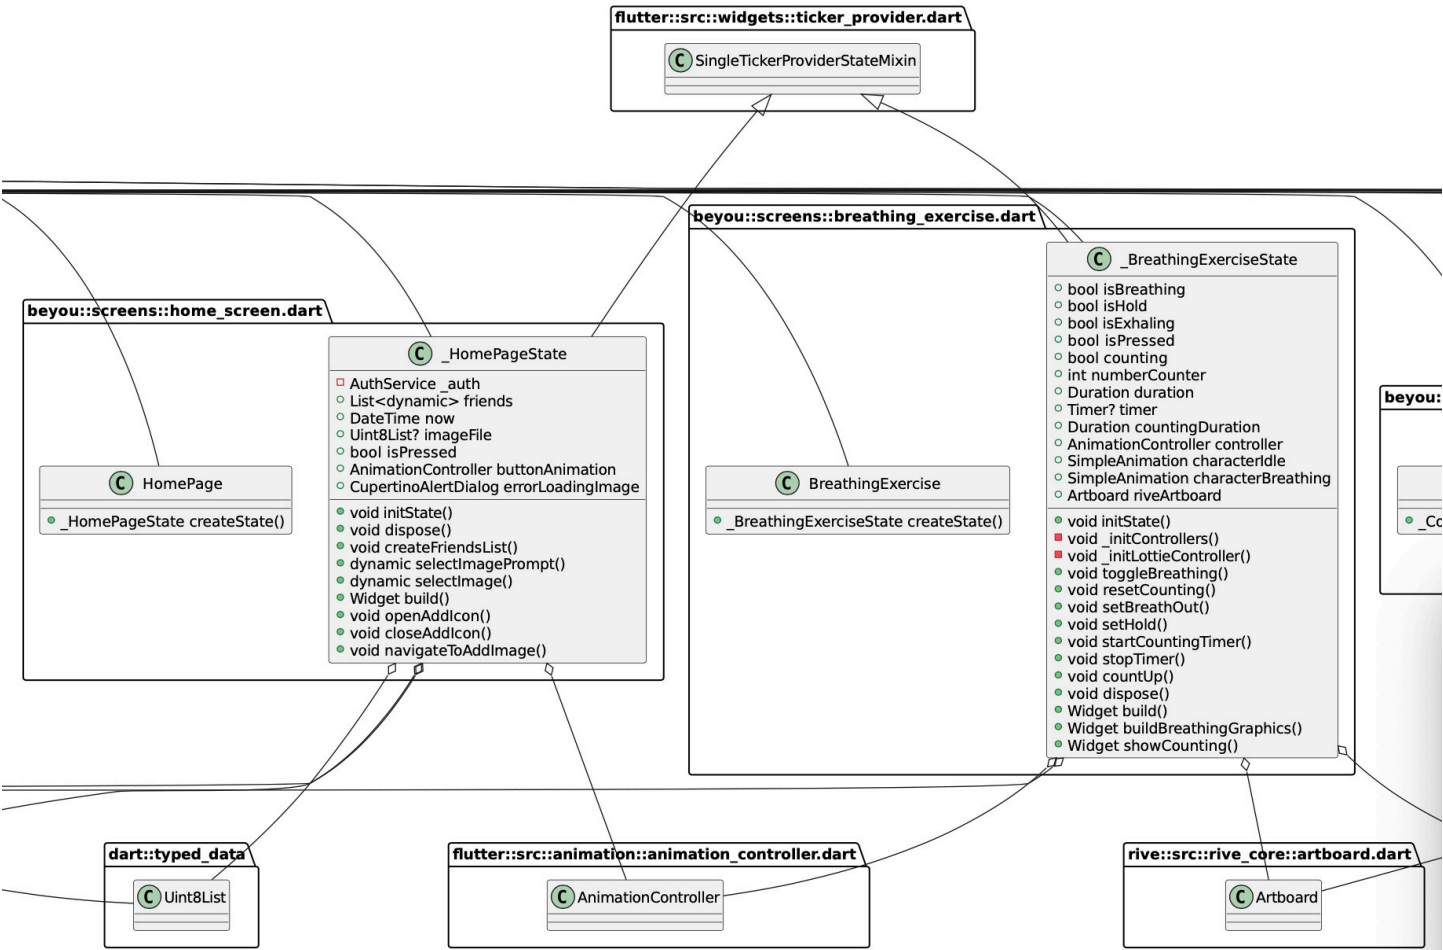 flutter::src::widgets::ticker_provider.dart
C SingleTickerProviderStateMixin
beyou::screens::breathing_exercise.dart
C _BreathingExerciseState
bool isBreathing
bool isHold
bool isExhaling
bool isPressed
bool counting
int numberCounter
Duration duration
Timer? timer
Duration countingDuration
AnimationController controller
SimpleAnimation characterIdle
SimpleAnimation characterBreathing
Artboard riveArtboard
void initState()
void _initControllers()
void _initLottieController()
void toggleBreathing()
void resetCounting()
void setBreathOut()
void setHold()
void startCountingTimer()
void stopTimer()
void countUp()
void dispose()
Widget build()
Widget buildBreathingGraphics()
Widget showCounting()
C BreathingExercise
_BreathingExerciseState createState()
beyou::screens::home_screen.dart
C _HomePageState
AuthService _auth
List<dynamic> friends
DateTime now
Uint8List? imageFile
bool isPressed
AnimationController buttonAnimation
CupertinoAlertDialog errorLoadingImage
void initState()
void dispose()
void createFriendsList()
dynamic selectImagePrompt()
dynamic selectImage()
Widget build()
void openAddIcon()
void closeAddIcon()
void navigateToAddImage()
C HomePage
_HomePageState createState()
beyou:
_Co
dart::typed_data
C Uint8List
flutter::src::animation::animation_controller.dart
C AnimationController
rive::src::rive_core::artboard.dart
C Artboard